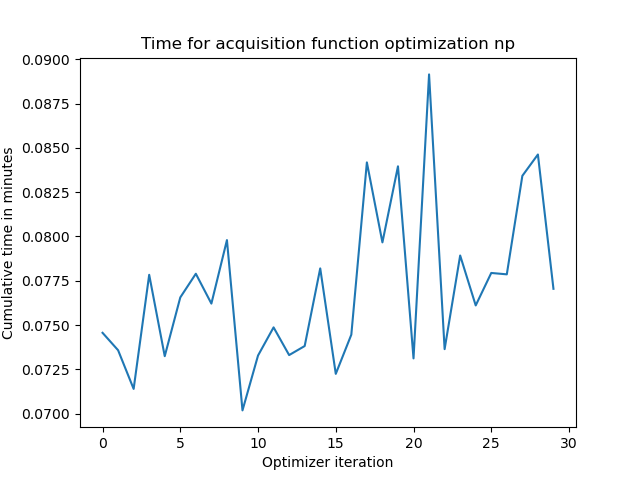 Time for acquisition function optimization np
0.0900
0.0875
0.0850
0.0825
0.0800
0.0775
0.0750
0.0725
0.0700
Cumulative time in minutes
0 5 10 15 20 25 30
Optimizer iteration